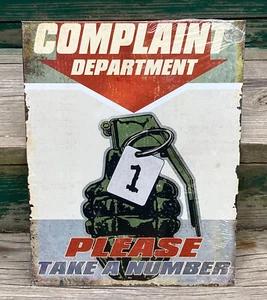 COMPLAINT
DEPARTMENT
1
PLEASE
TAKE A NUMBER